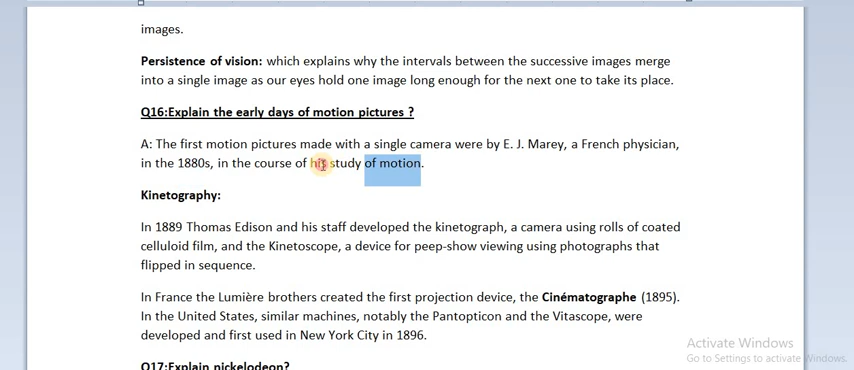 images.
Persistence of vision: which explains why the intervals between the successive images merge
into a single image as our eyes hold one image long enough for the next one to take its place.
Q16:Explain the early days of motion pictures ?
A: The first motion pictures made with a single camera were by E. J. Marey, a French physician,
in the 1880s, in the course of his study of motion.
Kinetography:
In 1889 Thomas Edison and his staff developed the kinetograph, a camera using rolls of coated
celluloid film, and the Kinetoscope, a device for peep-show viewing using photographs that
flipped in sequence.
In France the Lumière brothers created the first projection device, the Cinématographe (1895).
In the United States, similar machines, notably the Pantopticon and the Vitascope, were
developed and first used in New York City in 1896.
Q17:Explain nickelodeon?
Activate Windows
Go to Settings to activate Windows.